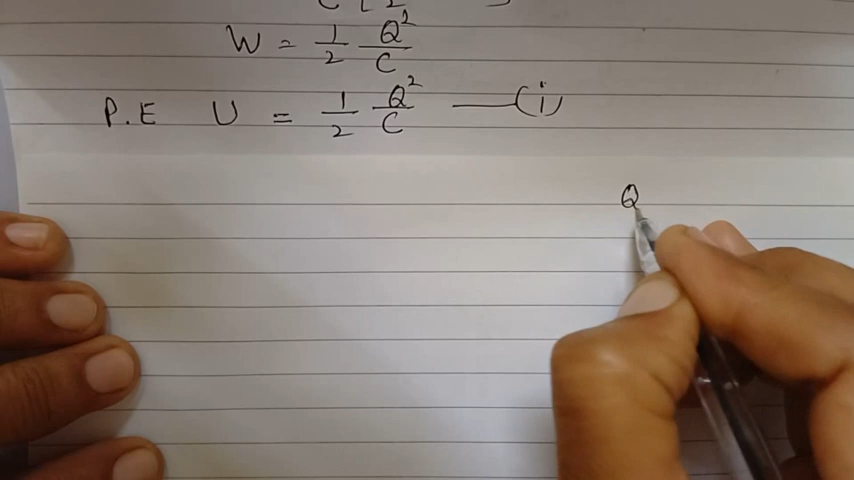 W = 1/2 Q²/C
P.E U = 1/2 Q²/C —(i)
Q